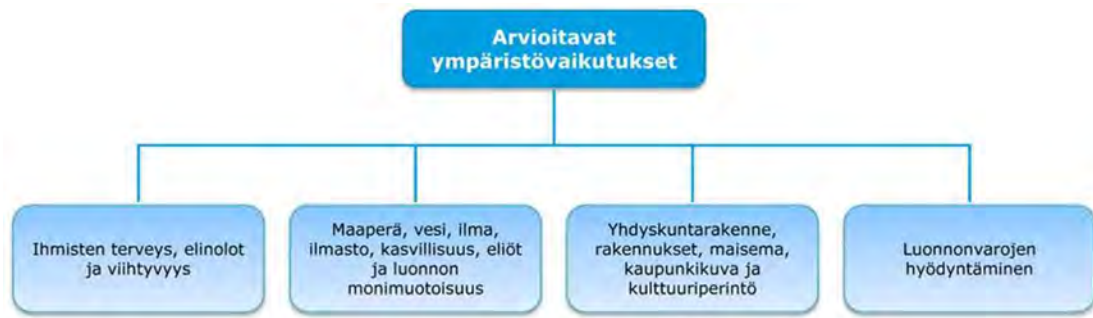 Arvioitavat
ympäristövaikutukset
Ihmisten terveys, elinolot
ja viihtyvyys
Maaperä, vesi, ilma,
ilmasto, kasvillisuus, eliöt
ja luonnon
monimuotoisuus
Yhdyskuntarakenne,
rakennukset, maisema,
kaupunkikuva ja
kulttuuriperintö
Luonnonvarojen
hyödyntäminen